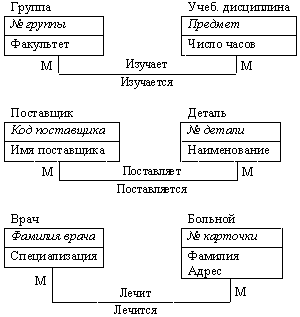 Группа Учеб. дисциплина
№ группы Предмет
Факультет Число часов
М Изучает М
Изучается
Поставщик Деталь
Код поставщика № детали
Имя поставщика Наименование
М Поставляет М
Поставляется
Врач Больной
Фамилия врача № карточки
Специализация Фамилия
Адрес
М Лечит М
Лечится